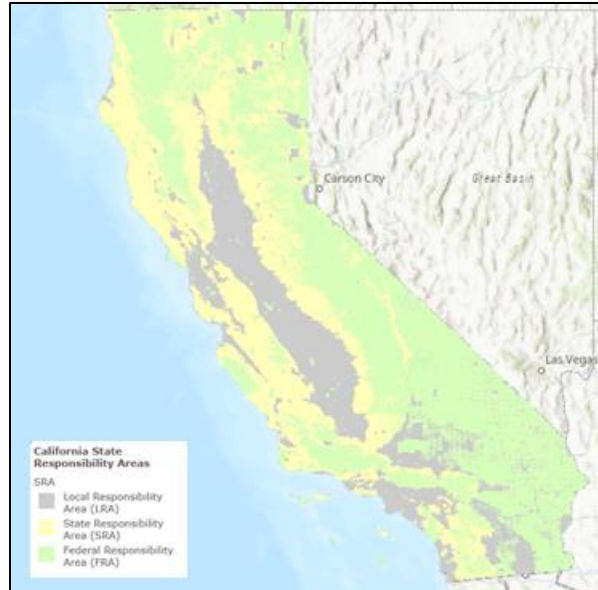 Carson City
Great Basin
Las Vegas
California State
Responsibility Areas
SRA
Local Responsibility
Area (LRA)
State Responsibility
Area (SRA)
Federal Responsibility
Area (FRA)